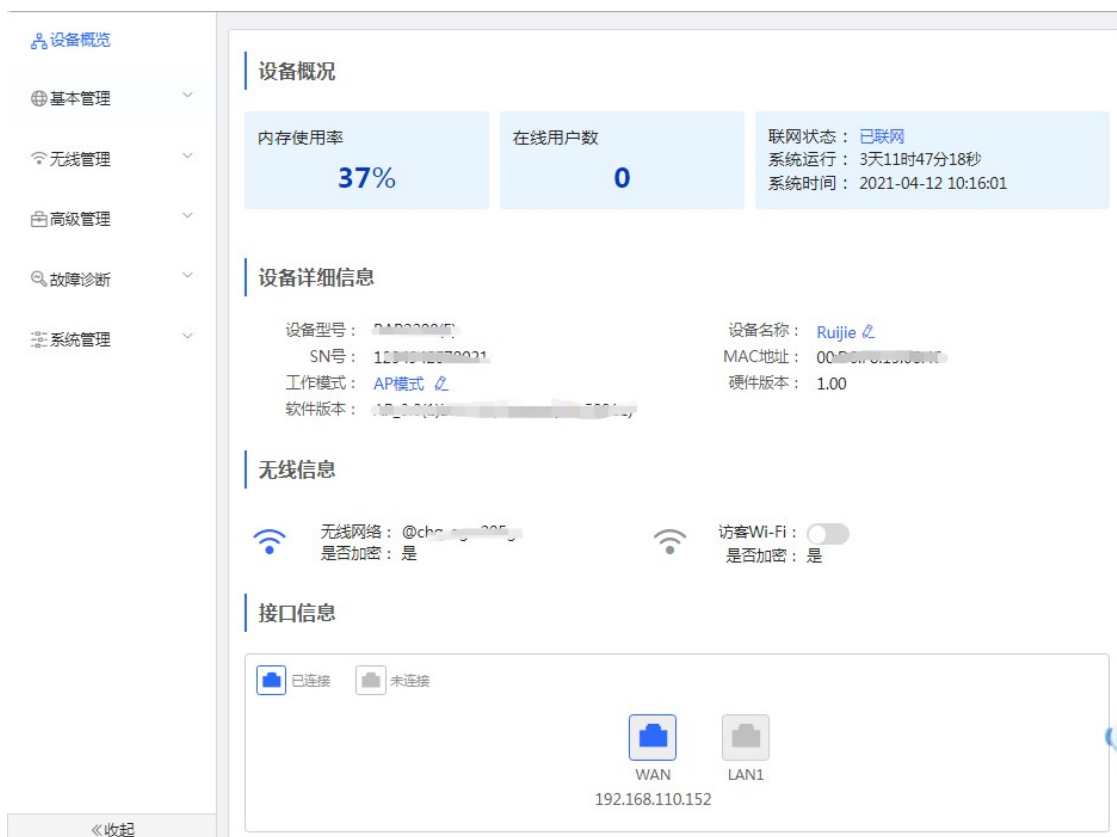 设备概览
基本管理
无线管理
高级管理
故障诊断
系统管理
《收起
设备概况
内存使用率
37%
在线用户数
0
联网状态： 已联网
系统运行： 3天11时47分18秒
系统时间： 2021-04-12 10:16:01
设备详细信息
设备型号：
设备名称： Ruijie
SN号：
MAC地址：
工作模式： AP模式
硬件版本： 1.00
软件版本：
无线信息
无线网络：
是否加密： 是
访客Wi-Fi：
是否加密： 是
接口信息
已连接 未连接
WAN LAN1
192.168.110.152